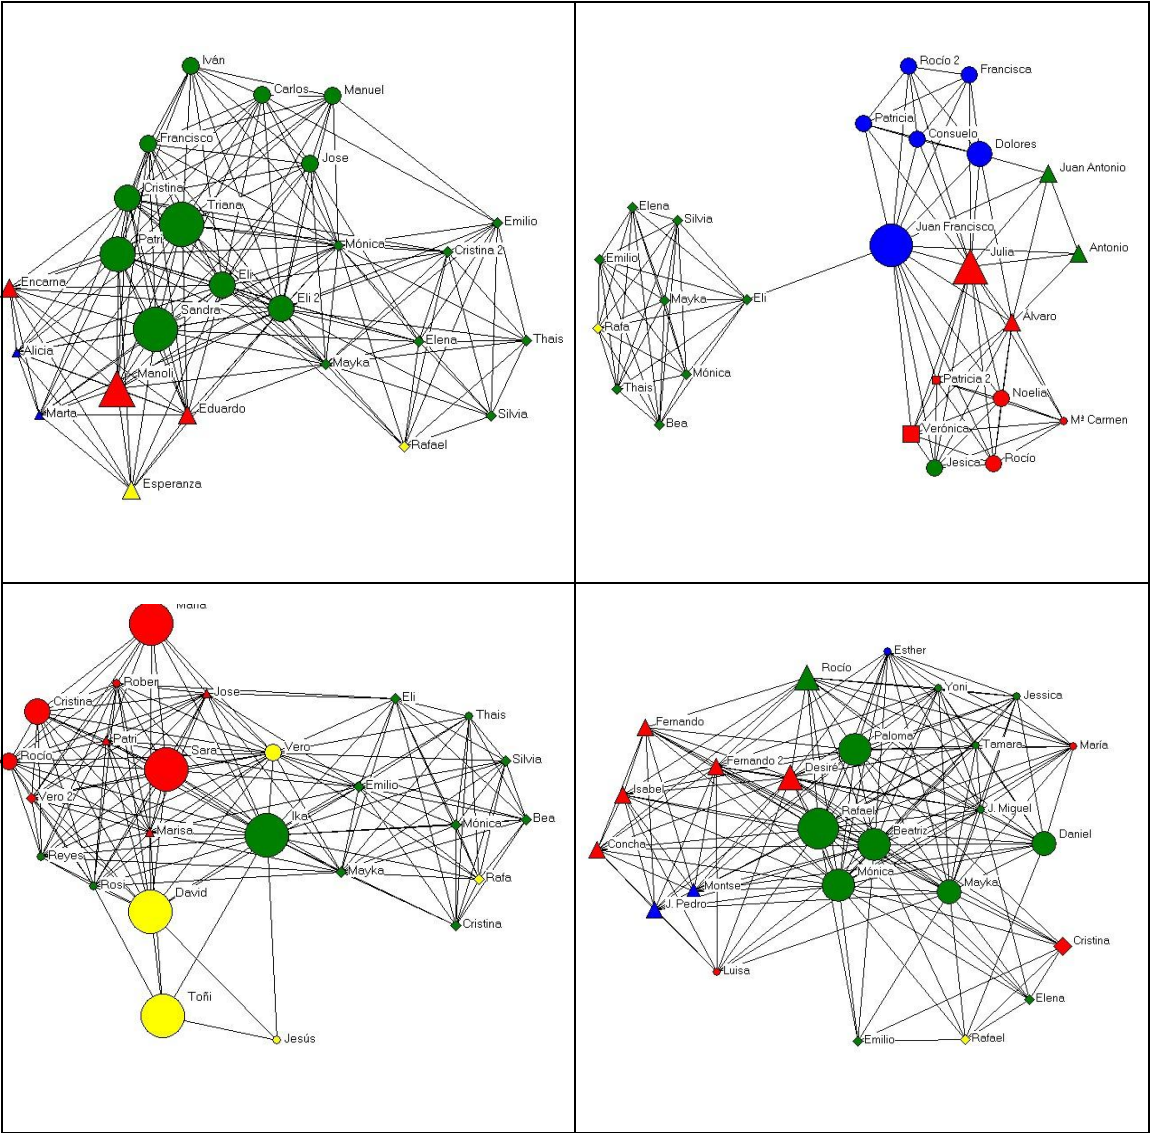 Iván
Carlos
Manuel
Francisco
Jose
Cristina
Triana
Emilio
Patri
Mónica
Cristina 2
Eli
Encarna
Eli 2
Sandra
Elena
Thais
Alicia
Mayka
Manoli
Marta
Eduardo
Silvia
Rafael
Esperanza
Rocío 2
Francisca
Patricia
Consuelo
Dolores
Juan Antonio
Elena
Silvia
Juan Francisco
Julia
Antonio
Emilio
Mayka
Eli
Rafa
Alvaro
Mónica
Patricia 2
Thais
Noelia
Bea
Verónica
Mª Carmen
Jesica
Rocío
María
Rober
Jose
Eli
Cristina
Thais
Patri
Sara
Vero
Rocío
Silvia
Emilio
Vero 2
Ika
Marisa
Mónica
Bea
Reyes
Mayka
Rafa
Rosi
David
Cristina
Toñi
Jesús
Esther
Rocío
Yoni
Jessica
Fernando
Paloma
Tamara
María
Fernando 2
Desiré
Isabel
Rafael
J. Miguel
Beatriz
Daniel
Concha
Mónica
Montse
Mayka
J. Pedro
Cristina
Luisa
Elena
Emilio
Rafael